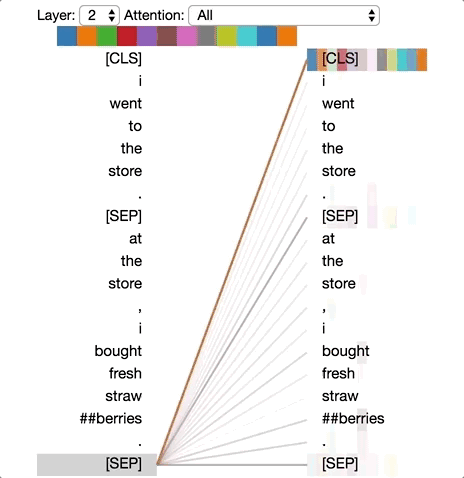 Layer: 2 Attention: All
[CLS] [CLS]
i i
went went
to to
the the
store store
. .
[SEP] [SEP]
at at
the the
store store
, ,
i i
bought bought
fresh fresh
straw straw
##berries ##berries
. .
[SEP] [SEP]